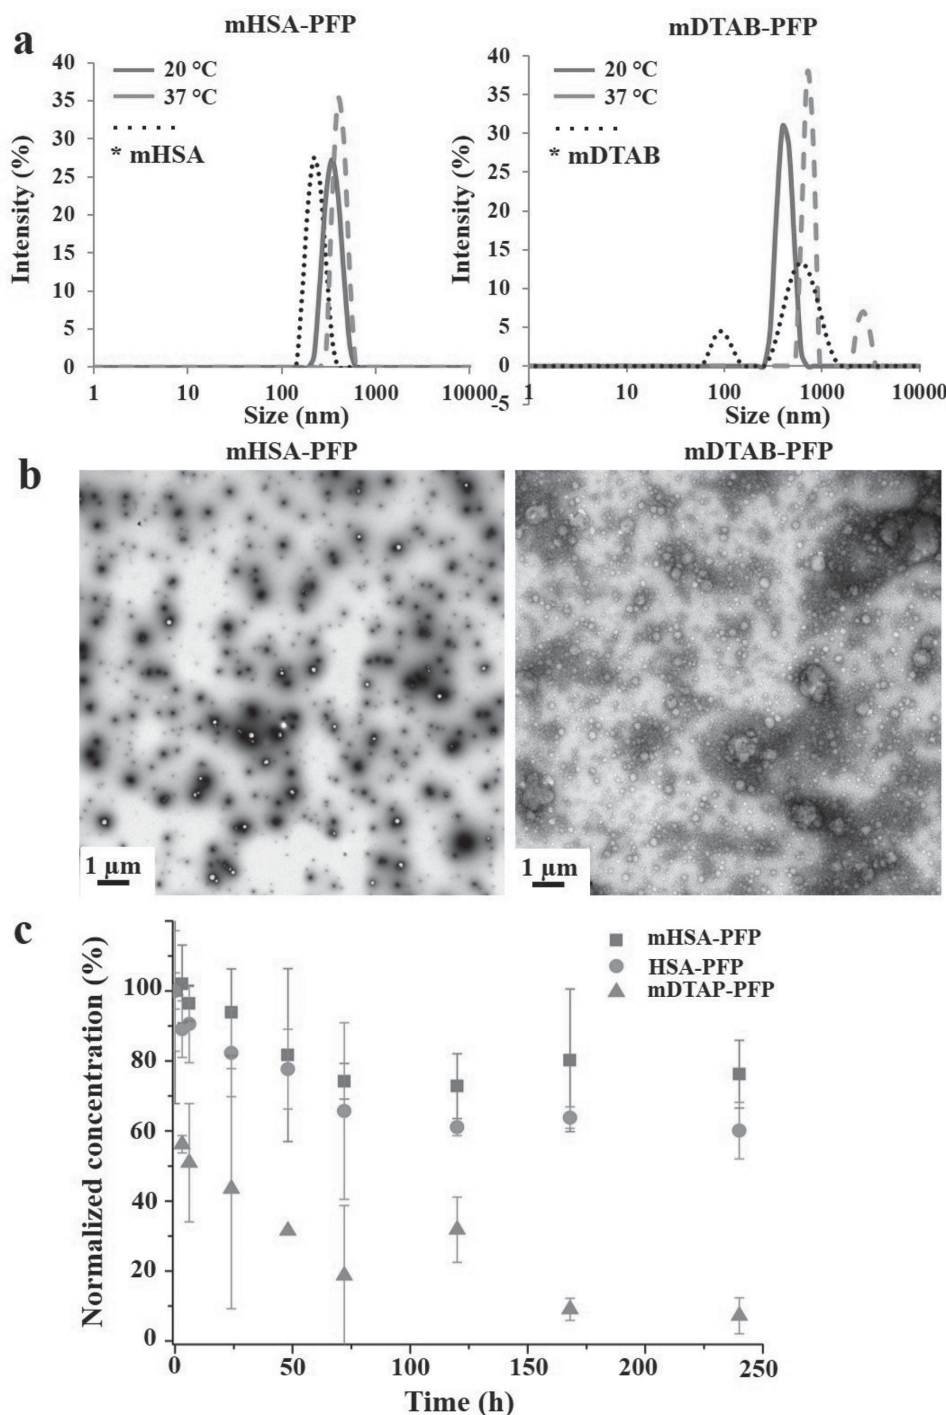 a
mHSA-PFP
40
35
30
25
20
15
10
5
0
Intensity (%)
20 °C
37 °C
* mHSA
1
10
100
1000
10000
Size (nm)
mDTAB-PFP
40
35
30
25
20
15
10
5
0
-5
Intensity (%)
20 °C
37 °C
* mDTAB
1
10
100
1000
10000
Size (nm)
b
mHSA-PFP
1 µm
mDTAB-PFP
1 µm
c
Normalized concentration (%)
100
80
60
40
20
0
mHSA-PFP
HSA-PFP
mDTAP-PFP
0
50
100
150
200
250
Time (h)